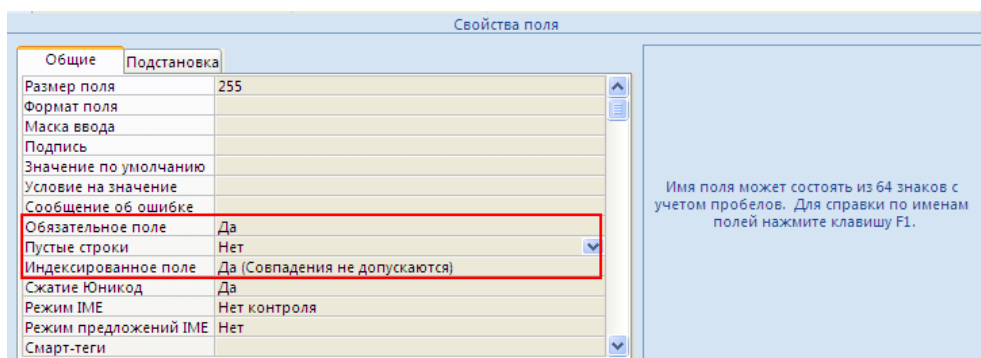 Свойства поля
Общие Подстановка
Размер поля 255
Формат поля
Маска ввода
Подпись
Значение по умолчанию
Условие на значение
Сообщение об ошибке
Обязательное поле Да
Пустые строки Нет
Индексированное поле Да (Совпадения не допускаются)
Сжатие Юникод Да
Режим IME Нет контроля
Режим предложений IME Нет
Смарт-теги
Имя поля может состоять из 64 знаков с
учетом пробелов. Для справки по именам
полей нажмите клавишу F1.